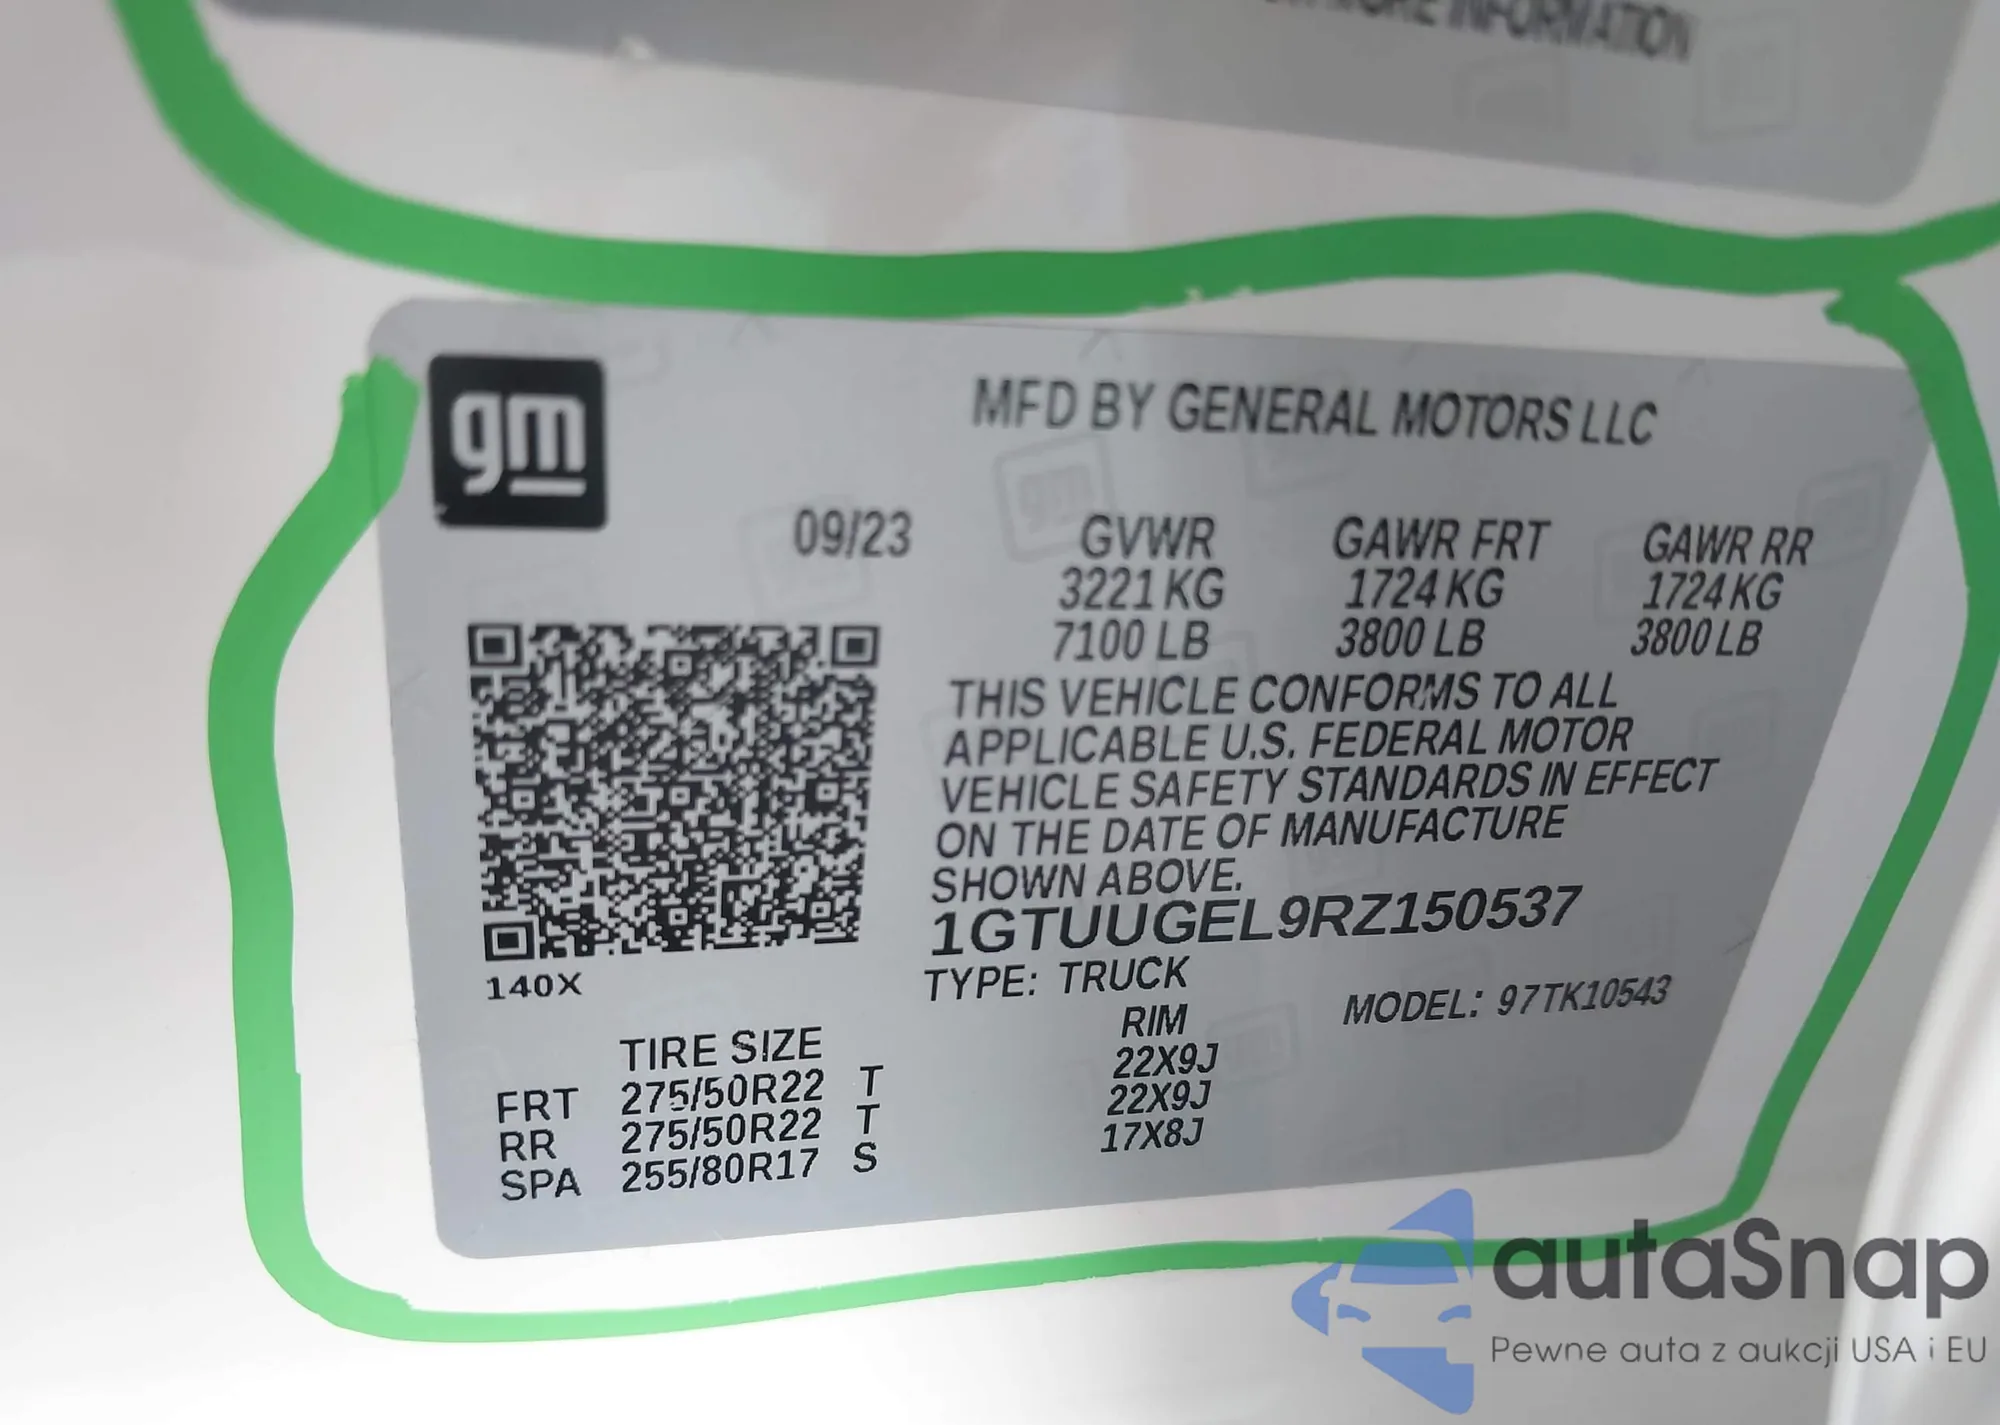 MORE INFORMATION
gm
MFD BY GENERAL MOTORS LLC
09/23
GVWR GAWR FRT GAWR RR
3221 KG 1724 KG 1724 KG
7100 LB 3800 LB 3800 LB
THIS VEHICLE CONFORMS TO ALL
APPLICABLE U.S. FEDERAL MOTOR
VEHICLE SAFETY STANDARDS IN EFFECT
ON THE DATE OF MANUFACTURE
SHOWN ABOVE.
1GTUUGEL9RZ150537
140X
TYPE: TRUCK
MODEL: 97TK10543
TIRE SIZE RIM
FRT 275/50R22 T 22X9J
RR 275/50R22 T 22X9J
SPA 255/80R17 S 17X8J
autaSnap
Pewne auta z aukcji USA i EU